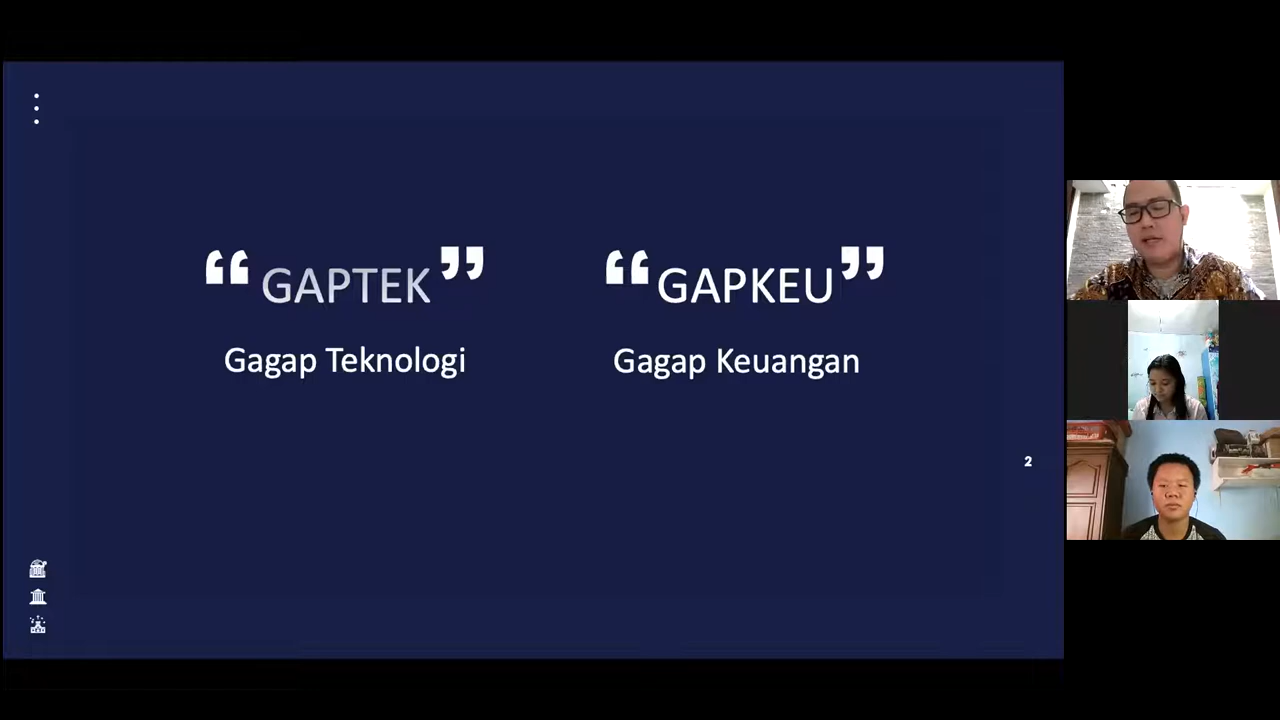 “GAPTEK”
Gagap Teknologi
“GAPKEU”
Gagap Keuangan
2